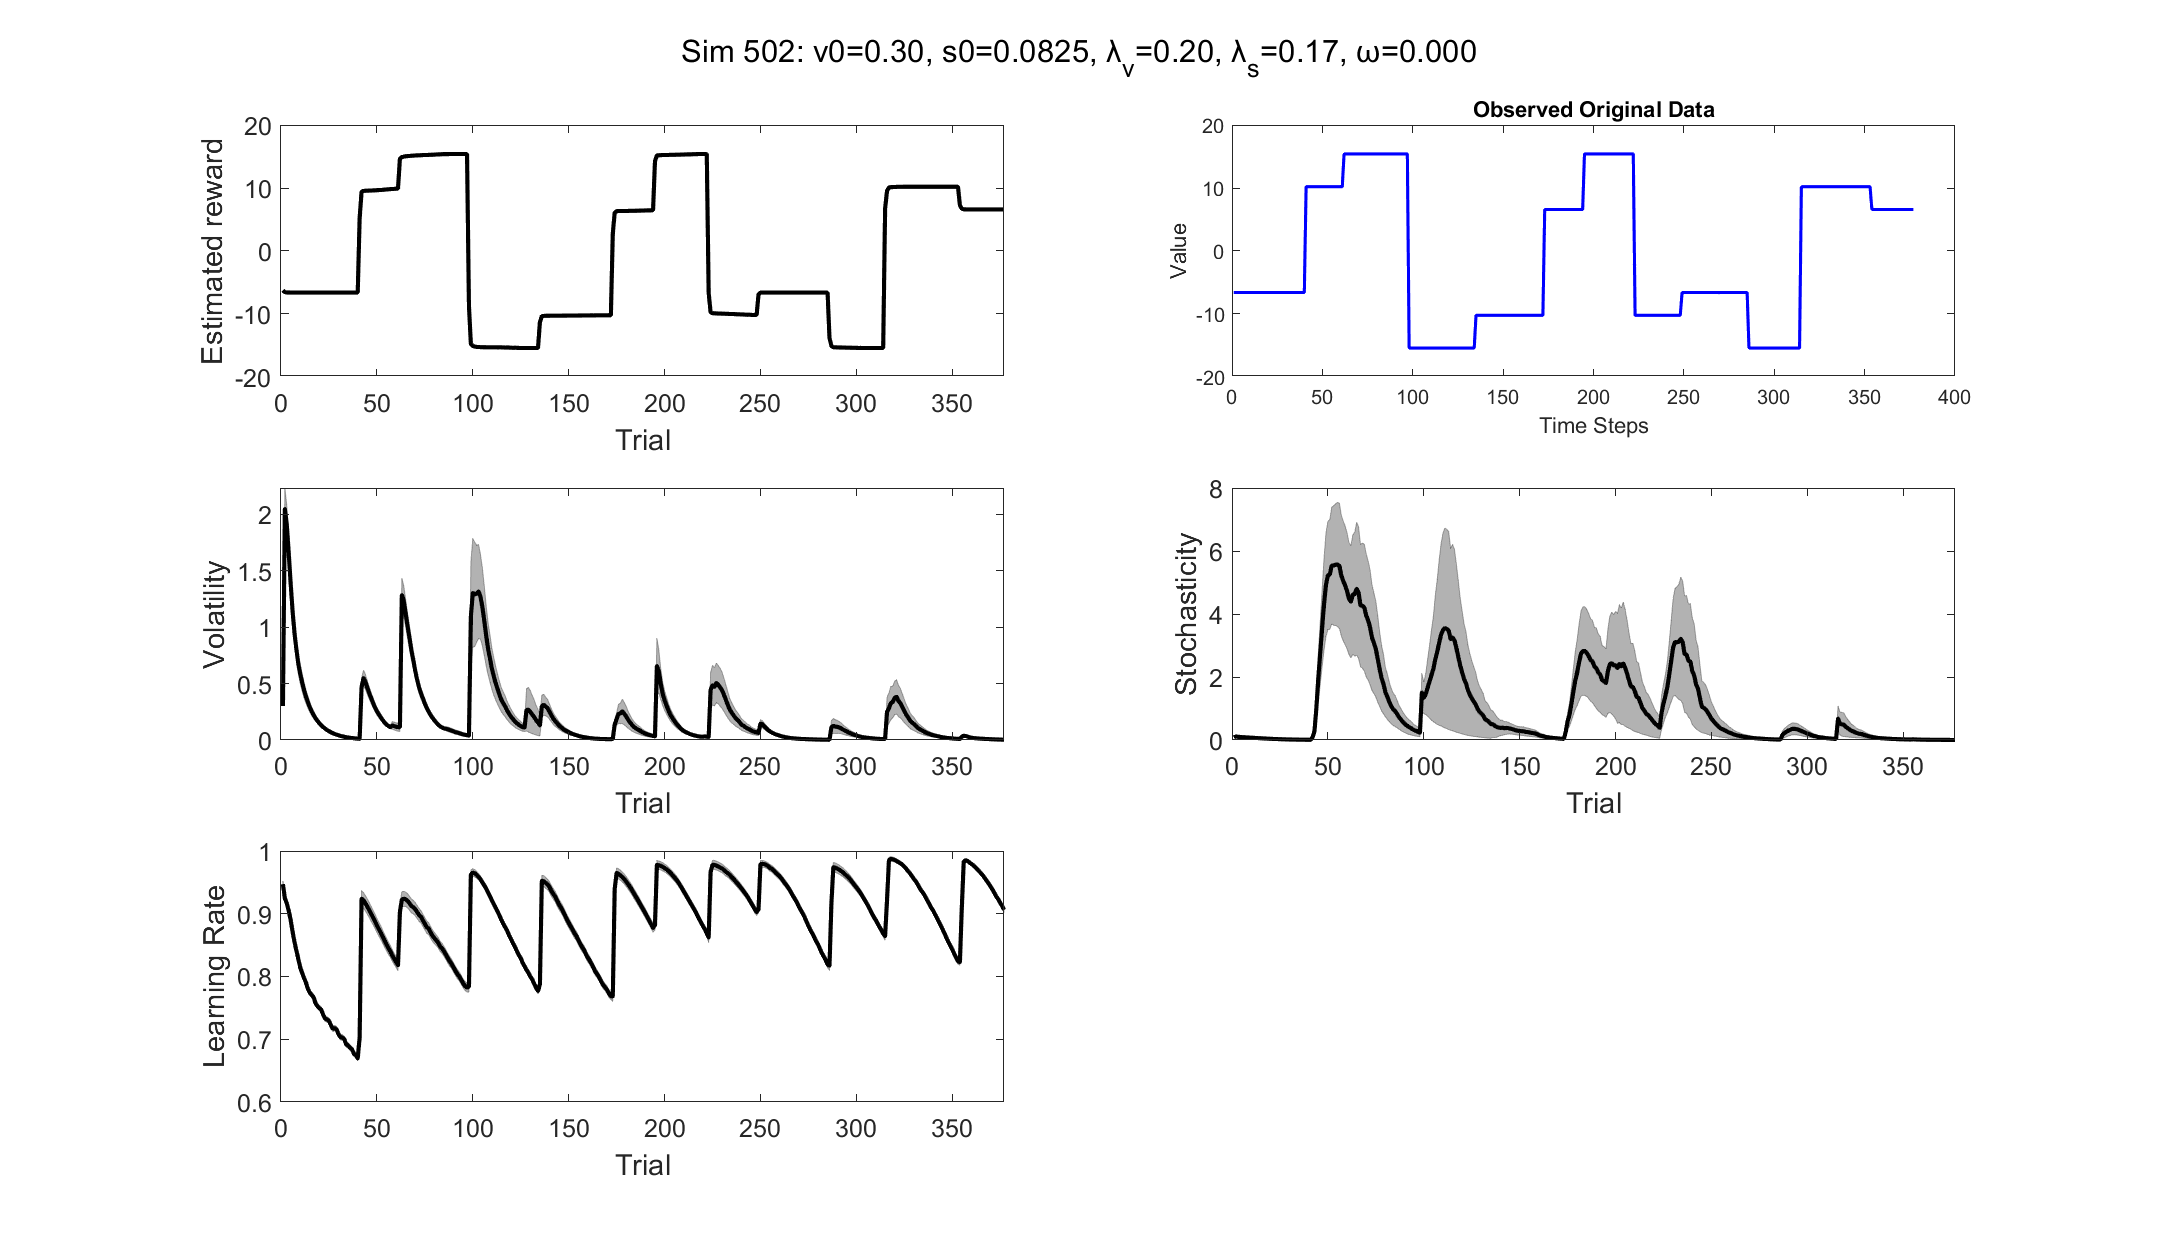 Sim 502: v0=0.30, s0=0.0825, λv=0.20, λs=0.17, ω=0.000
Estimated reward
20
10
0
-10
-20
0 50 100 150 200 250 300 350
Trial
Observed Original Data
Value
20
10
0
-10
-20
0 50 100 150 200 250 300 350 400
Time Steps
Volatility
2
1.5
1
0.5
0
0 50 100 150 200 250 300 350
Trial
Stochasticity
8
6
4
2
0
0 50 100 150 200 250 300 350
Trial
Learning Rate
1
0.9
0.8
0.7
0.6
0 50 100 150 200 250 300 350
Trial